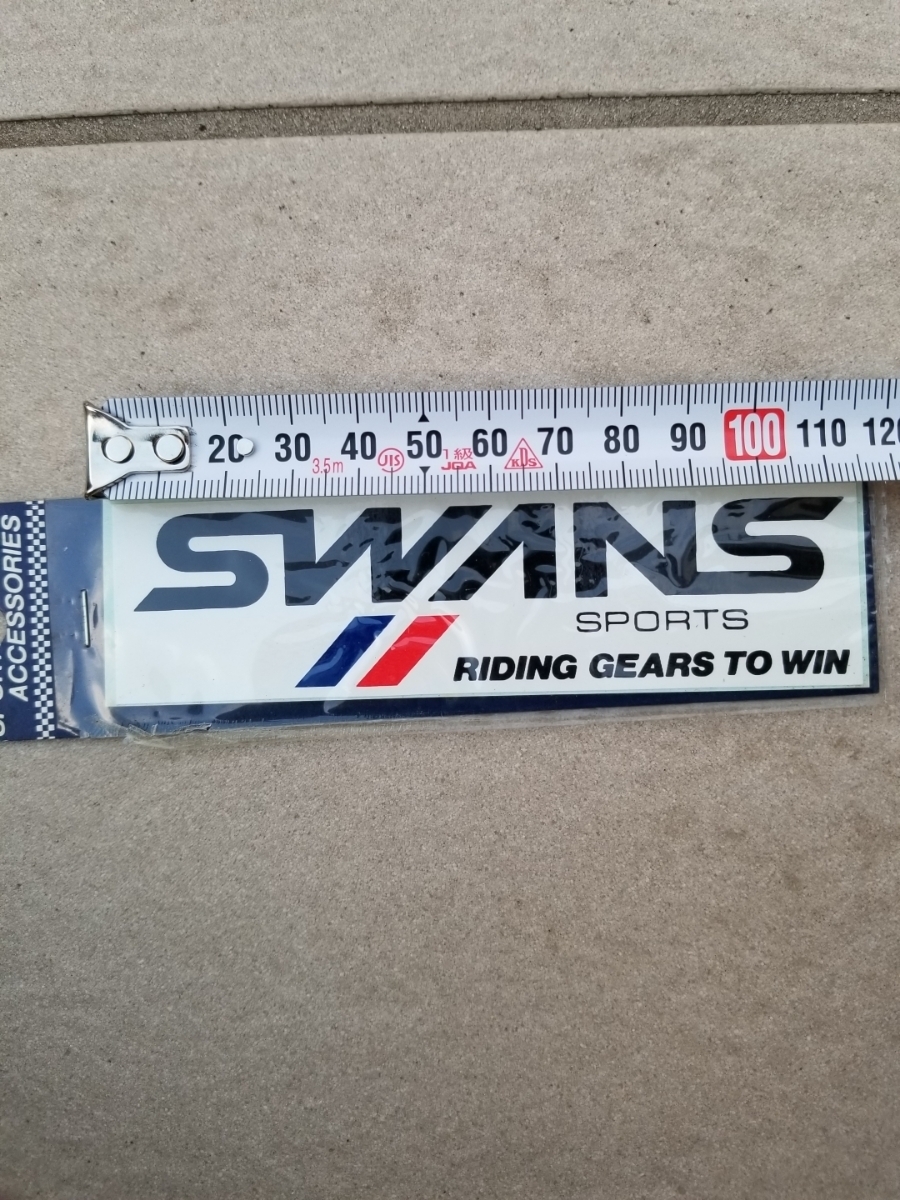 20 30 40 50 60 70 80 90 100 110 120
3.5m JIS 1級 JQA KDS
SWANS
SPORTS
RIDING GEARS TO WIN
ACCESSORIES